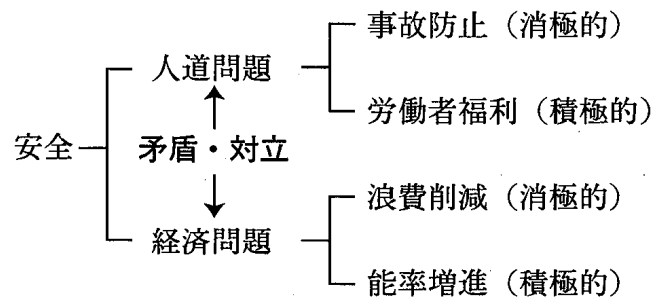 事故防止（消極的）
人道問題
労働者福利（積極的）
安全
矛盾・対立
浪費削減（消極的）
経済問題
能率増進（積極的）